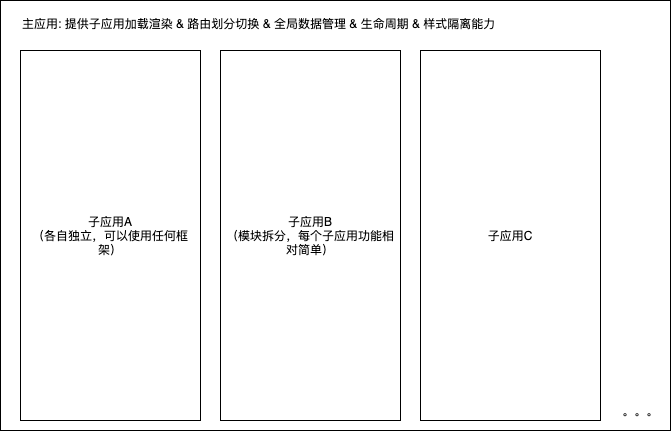 主应用: 提供子应用加载渲染 & 路由划分切换 & 全局数据管理 & 生命周期 & 样式隔离能力
子应用A
（各自独立，可以使用任何框
架）
子应用B
（模块拆分，每个子应用功能相
对简单）
子应用C
。。。